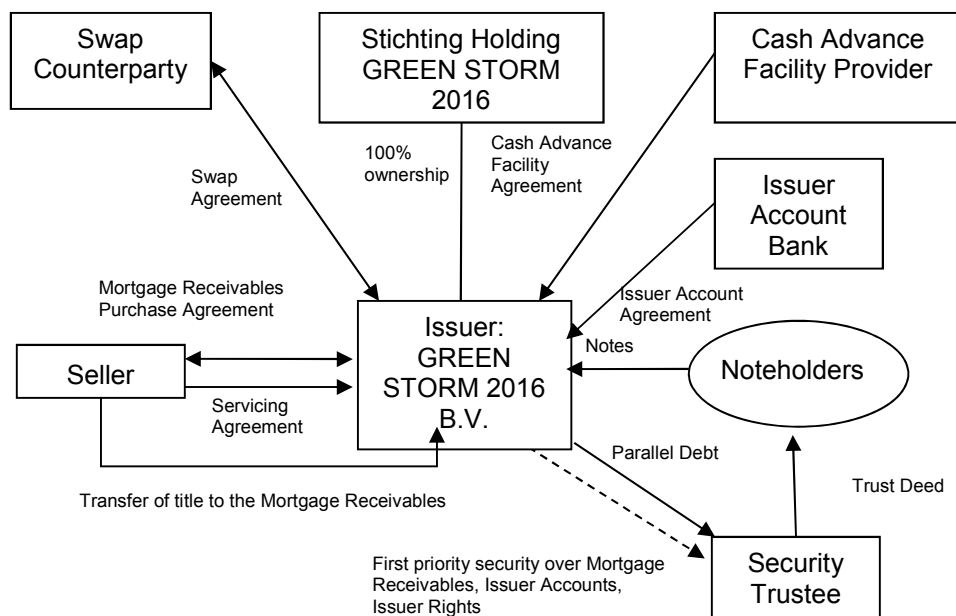 Swap
Counterparty
Stichting Holding
GREEN STORM
2016
Cash Advance
Facility Provider
Swap
Agreement
100%
ownership
Cash Advance
Facility
Agreement
Issuer
Account
Bank
Mortgage Receivables
Purchase Agreement
Issuer Account
Agreement
Issuer:
GREEN
STORM 2016
B.V.
Notes
Noteholders
Seller
Servicing
Agreement
Parallel Debt
Trust Deed
Transfer of title to the Mortgage Receivables
First priority security over Mortgage
Receivables, Issuer Accounts,
Issuer Rights
Security
Trustee